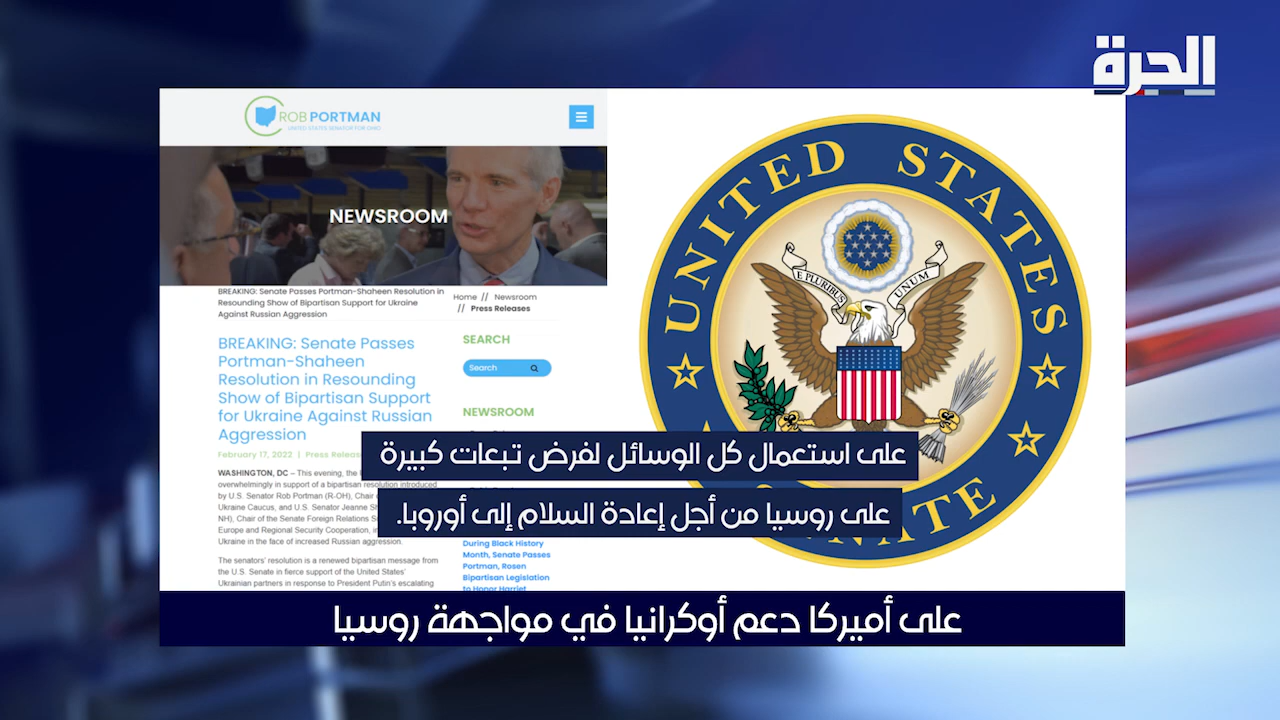 الحرة
ROB PORTMAN
UNITED STATES SENATOR FOR OHIO
NEWSROOM
BREAKING: Senate Passes Portman-Shaheen Resolution in
Resounding Show of Bipartisan Support for Ukraine
Against Russian Aggression
Home // Newsroom
// Press Releases
BREAKING: Senate Passes
Portman-Shaheen
Resolution in Resounding
Show of Bipartisan Support
for Ukraine Against Russian
Aggression
February 17, 2022 | Press
WASHINGTON, DC – This evening, the
overwhelmingly in support of a bipartisan resolution introduced
by U.S. Senator Rob Portman (R-OH), Chair
Ukraine Caucus, and U.S. Senator Jeanne
NH), Chair of the Senate Foreign Relations
Europe and Regional Security Cooperation,
Ukraine in the face of increased Russian aggression.
The senators' resolution is a renewed bipartisan message from
the U.S. Senate in fierce support of the United States'
Ukrainian partners in response to President Putin's escalating
SEARCH
Search
NEWSROOM
During Black History
Month, Senate Passes
Portman, Rosen
Bipartisan Legislation
to Honor Harriet
UNITED STATES
E PLURIBUS UNUM
NATE
على استعمال كل الوسائل لفرض تبعات كبيرة
على روسيا من أجل إعادة السلام إلى أوروبا.
على أميركا دعم أوكرانيا في مواجهة روسيا